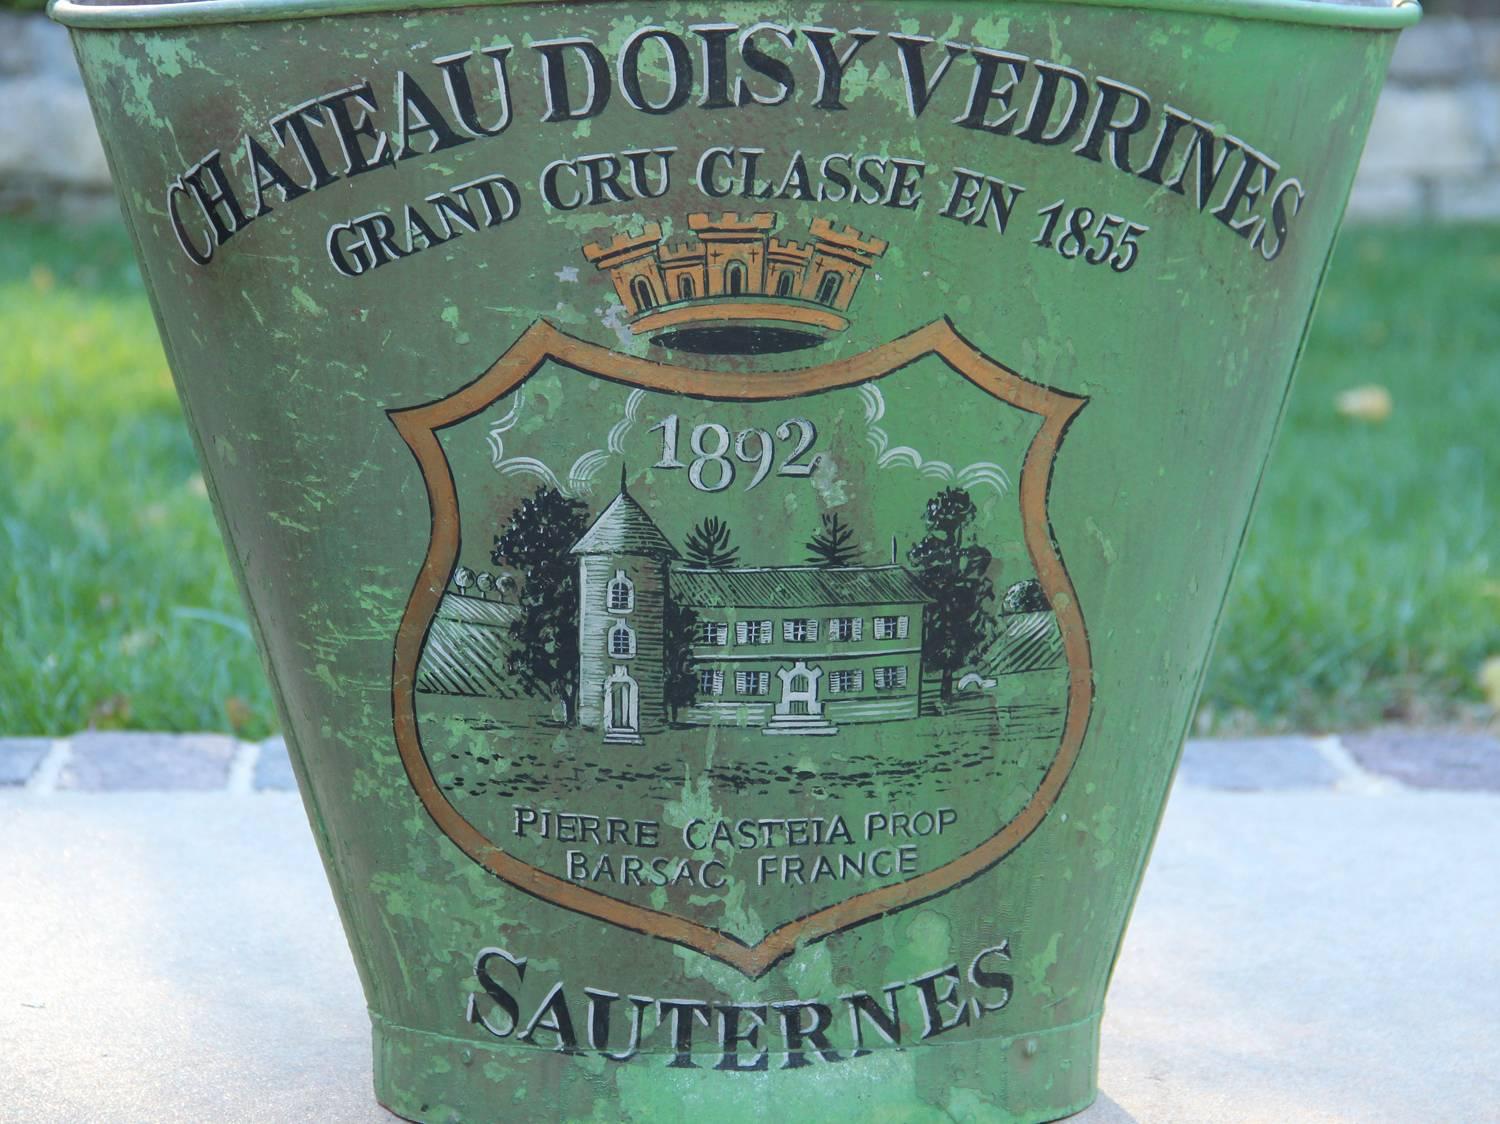 CHATEAU DOISY VEDRINES
GRAND CRU CLASSE EN 1855
1892
PIERRE CASTEIA PROP
BARSAC FRANCE
SAUTERNES